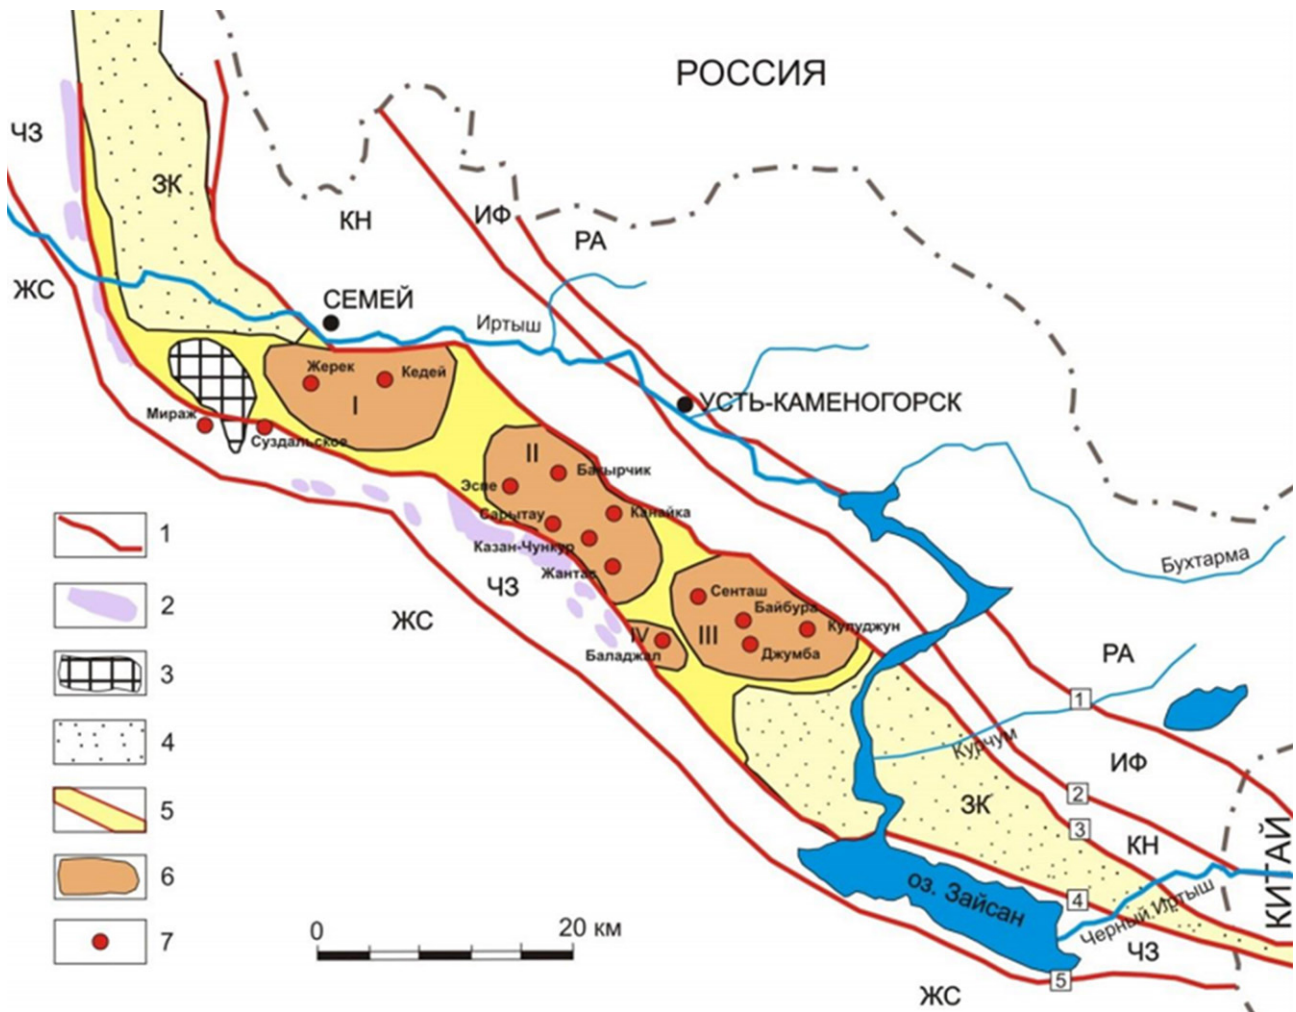 РОССИЯ
ЧЗ
ЗК
КН
ИФ
РА
ЖС
СЕМЕЙ
Иртыш
Жерек
Кедей
I
УСТЬ-КАМЕНОГОРСК
Мираж
Суздальское
II
Бакырчик
Эспе
Сарытау
Канайка
Казан-Чункур
Жантас
ЧЗ
ЖС
Бухтарма
Сенташ
Байбура
Кулуджун
III
Джумба
IV
Баладжал
РА
1
Курчум
ИФ
2
ЗК
3
КН
КИТАЙ
оз. Зайсан
4
Черный Иртыш
ЧЗ
5
ЖС
1
2
3
4
5
6
7
0 20 км